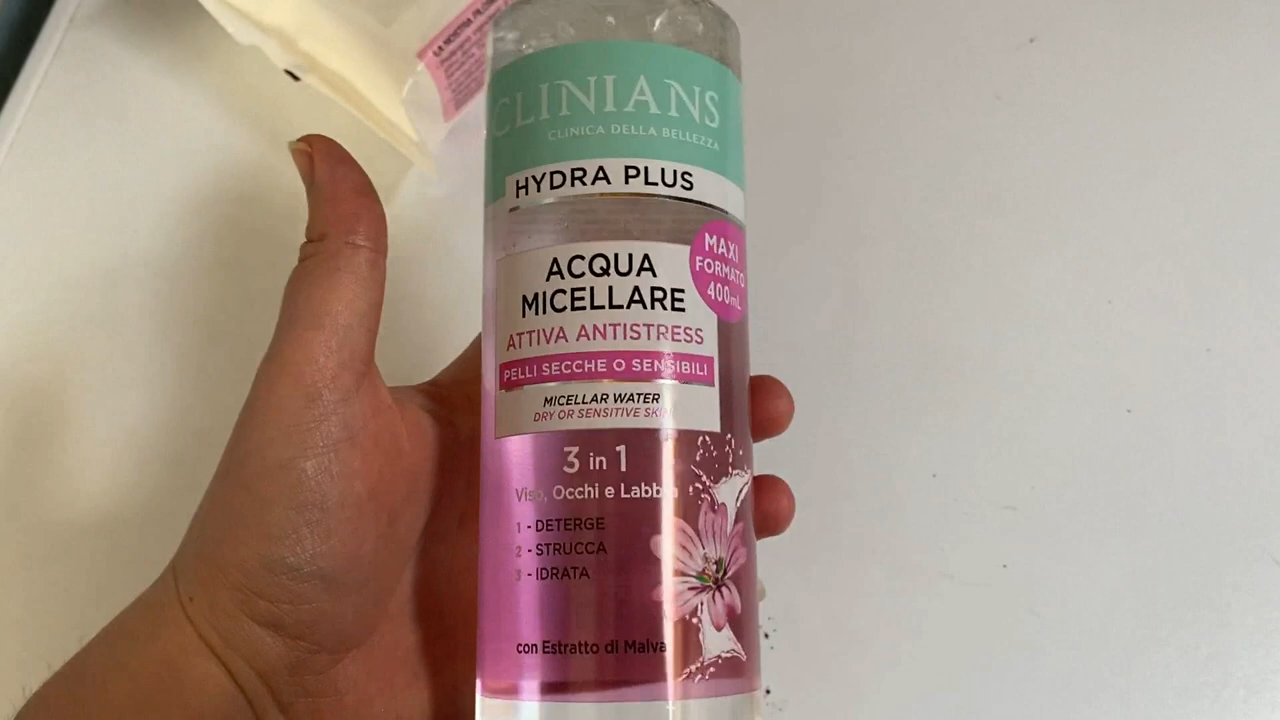 LA NOSTRA
CLINIANS
CLINICA DELLA BELLEZZA
HYDRA PLUS
MAXI
FORMATO
400mL
ACQUA
MICELLARE
ATTIVA ANTISTRESS
PELLI SECCHE O SENSIBILI
MICELLAR WATER
DRY OR SENSITIVE SKIN
3 in 1
Viso, Occhi e Labbra
1 - DETERGE
2 - STRUCCA
3 - IDRATA
con Estratto di Malva